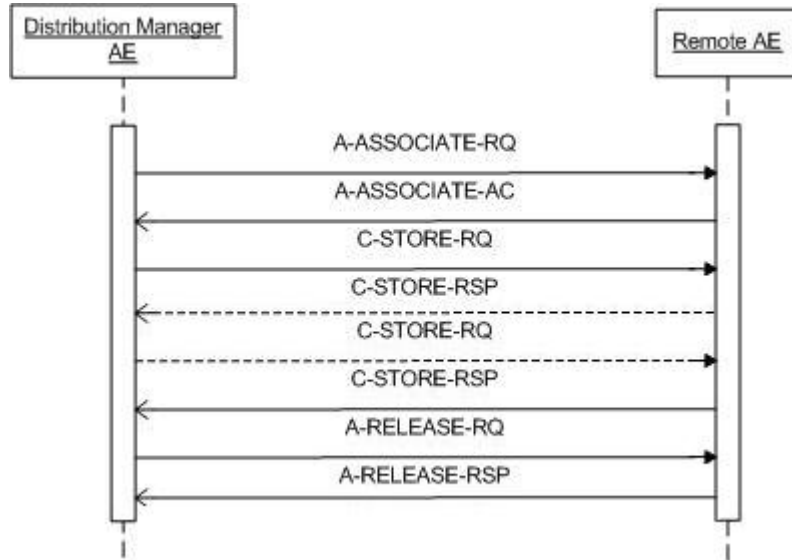 Distribution Manager
AE
Remote AE
A-ASSOCIATE-RQ
A-ASSOCIATE-AC
C-STORE-RQ
C-STORE-RSP
C-STORE-RQ
C-STORE-RSP
A-RELEASE-RQ
A-RELEASE-RSP